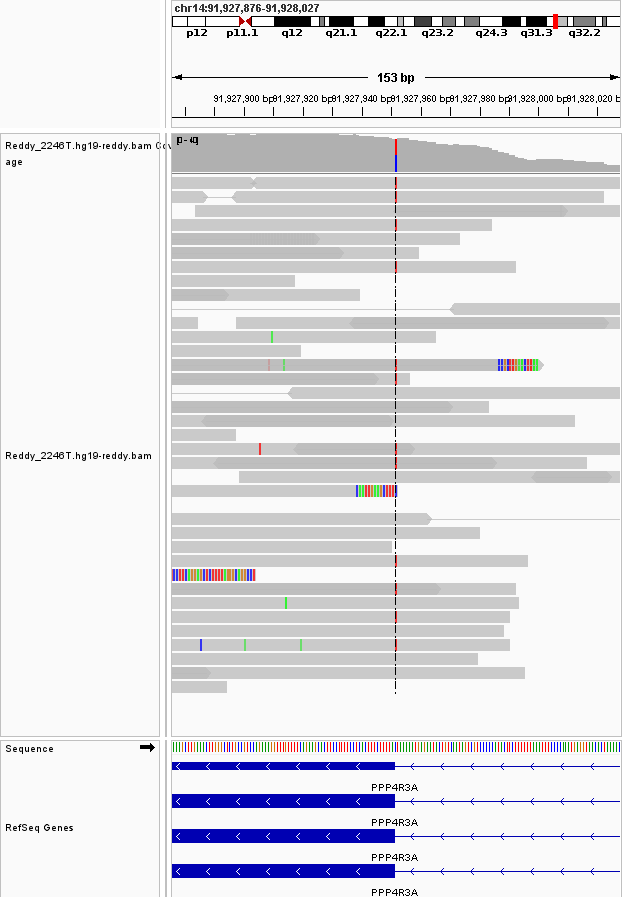 chr14:91,927,876-91,928,027
p12 p11.1 q12 q21.1 q22.1 q23.2 q24.3 q31.3 q32.2
153 bp
91,927,900 bp 91,927,920 bp 91,927,940 bp 91,927,960 bp 91,927,980 bp 91,928,000 bp 91,928,020 b
Reddy_2246T.hg19-reddy.bam Cov
age
Reddy_2246T.hg19-reddy.bam
Sequence
PPP4R3A
PPP4R3A
RefSeq Genes
PPP4R3A
PPP4R3A